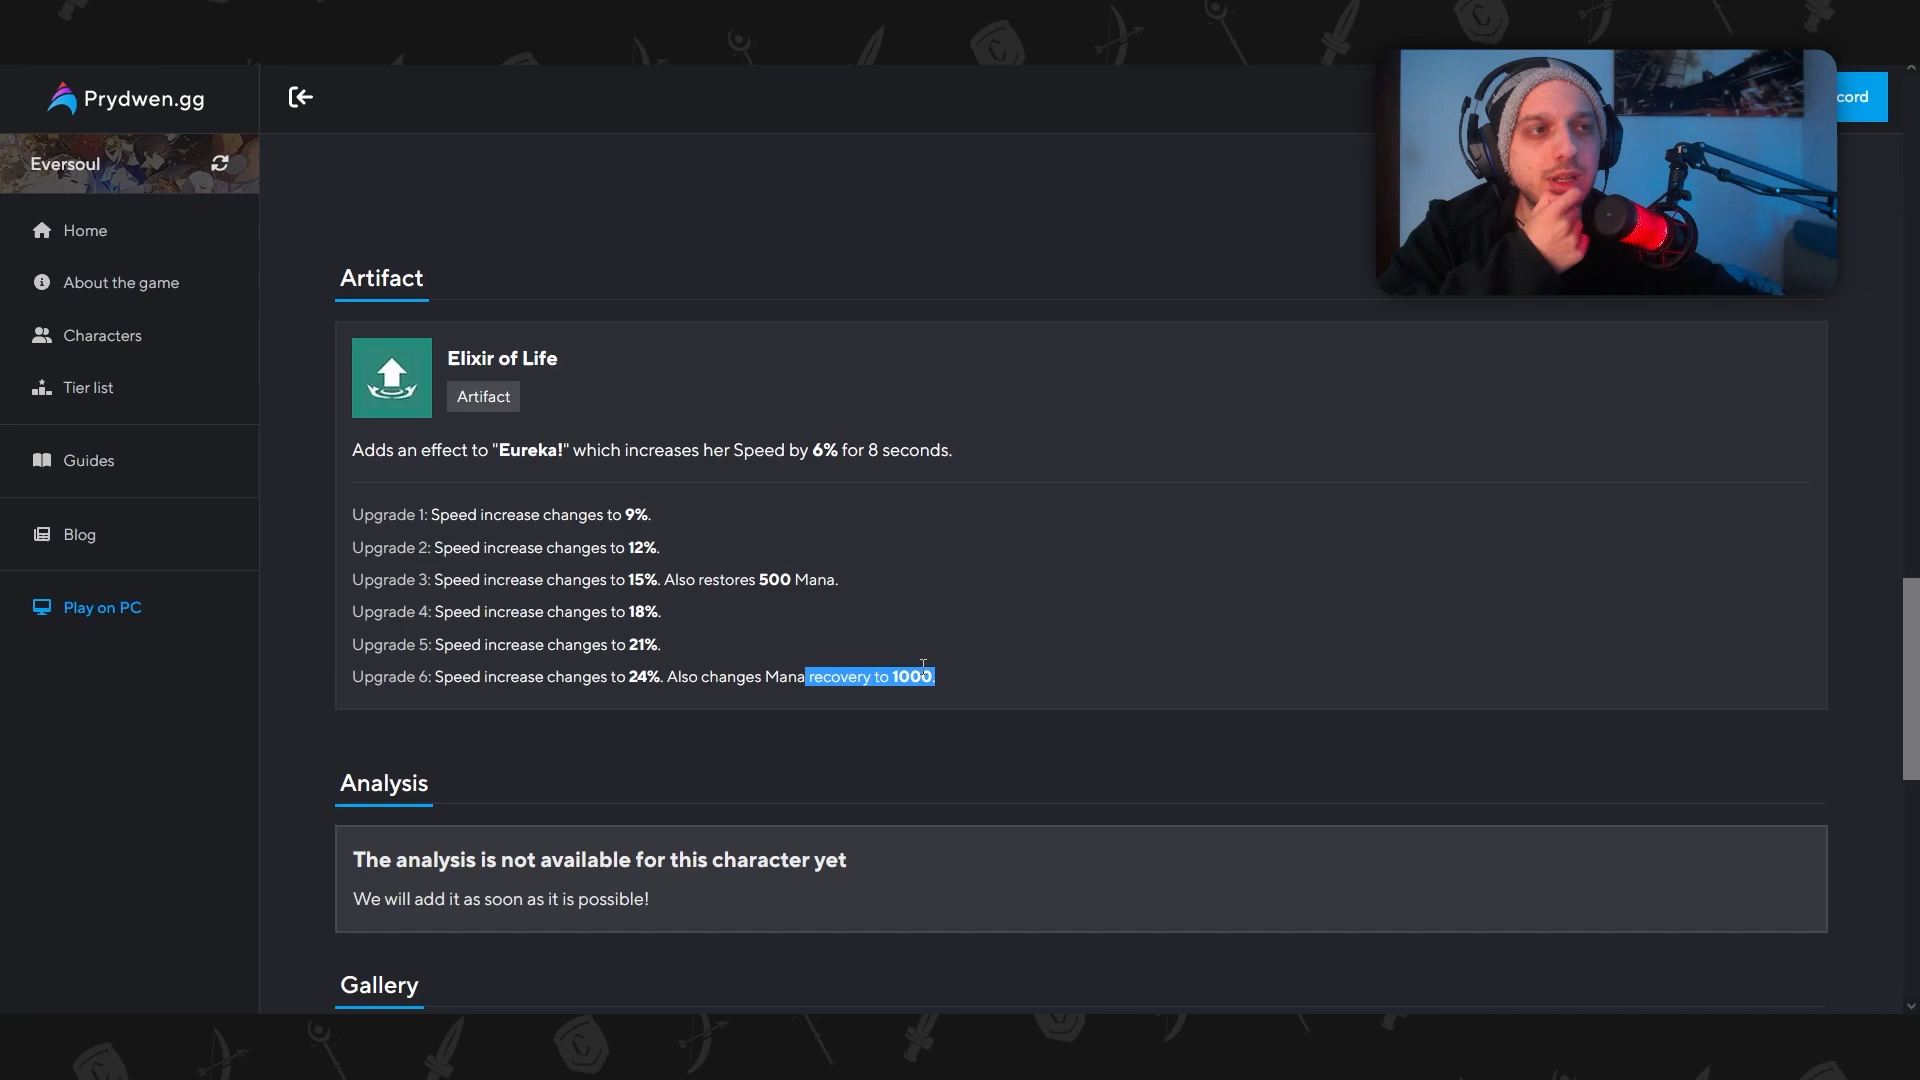 Prydwen.gg
cord
Eversoul
Home
About the game
Characters
Tier list
Guides
Blog
Play on PC
Artifact
Elixir of Life
Artifact
Adds an effect to "Eureka!" which increases her Speed by 6% for 8 seconds.
Upgrade 1: Speed increase changes to 9%.
Upgrade 2: Speed increase changes to 12%.
Upgrade 3: Speed increase changes to 15%. Also restores 500 Mana.
Upgrade 4: Speed increase changes to 18%.
Upgrade 5: Speed increase changes to 21%.
Upgrade 6: Speed increase changes to 24%. Also changes Mana recovery to 1000.
Analysis
The analysis is not available for this character yet
We will add it as soon as it is possible!
Gallery